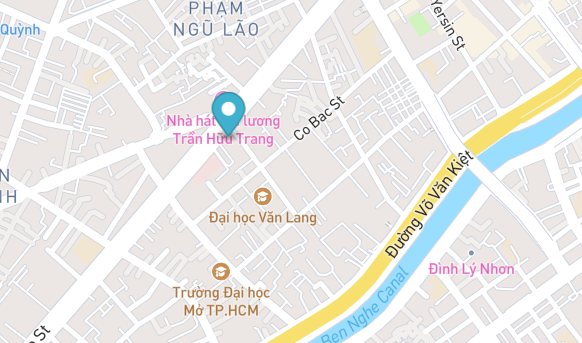 PHẠM
NGŨ LÃO
Quỳnh
Yersin St
Nhà hát lương
Trần Hữu Trang
Co Bac St
N
H
Đại học Văn Lang
Đường Võ Văn Kiệt
Đình Lý Nhơn
Trường Đại học
Mở TP.HCM
Ben Nghe Canal
o St